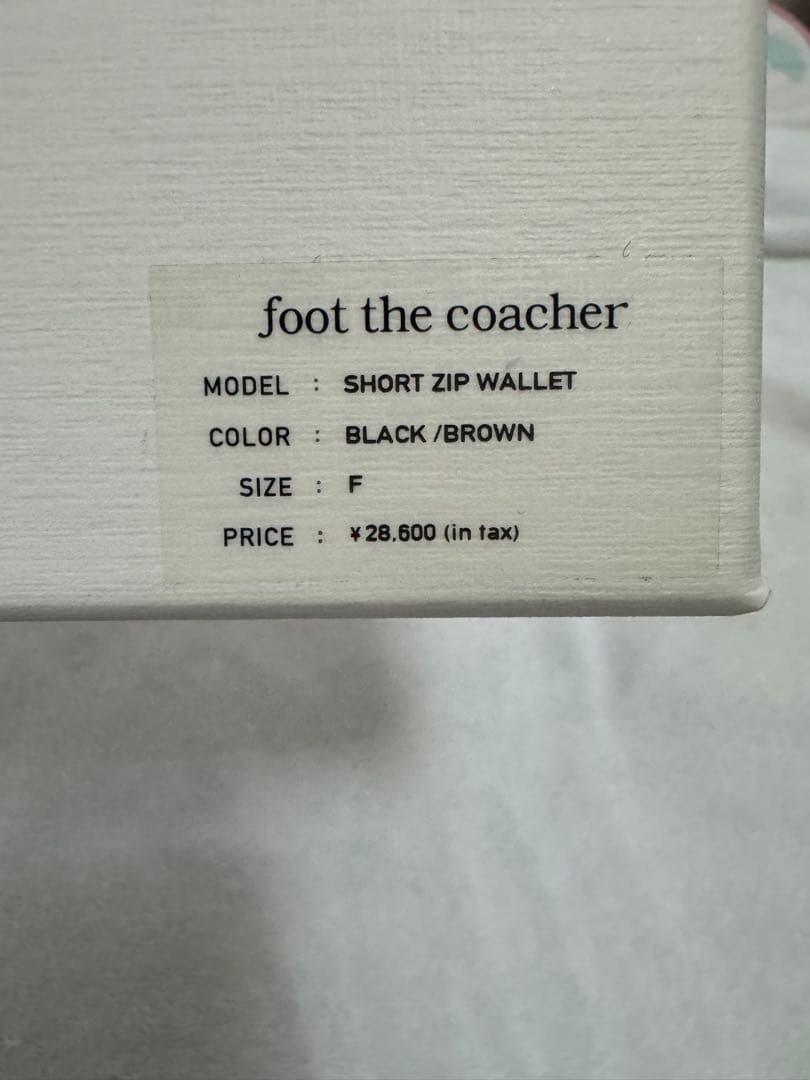 foot the coacher
MODEL : SHORT ZIP WALLET
COLOR : BLACK /BROWN
SIZE : F
PRICE : ¥28,600 (in tax)